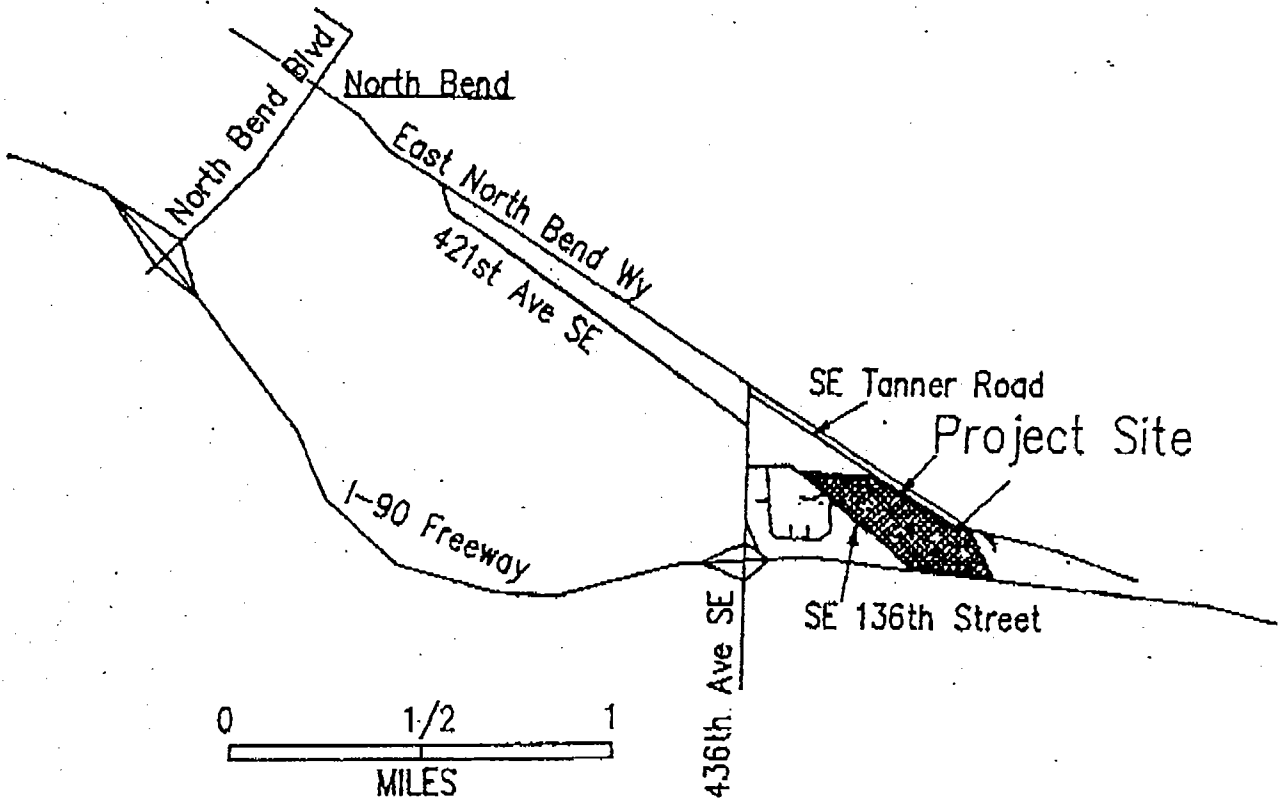 North Bend Blvd
North Bend
East North Bend Wy
421st Ave SE
SE Tanner Road
Project Site
I-90 Freeway
SE 136th Street
436th Ave SE
0 1/2 1
MILES